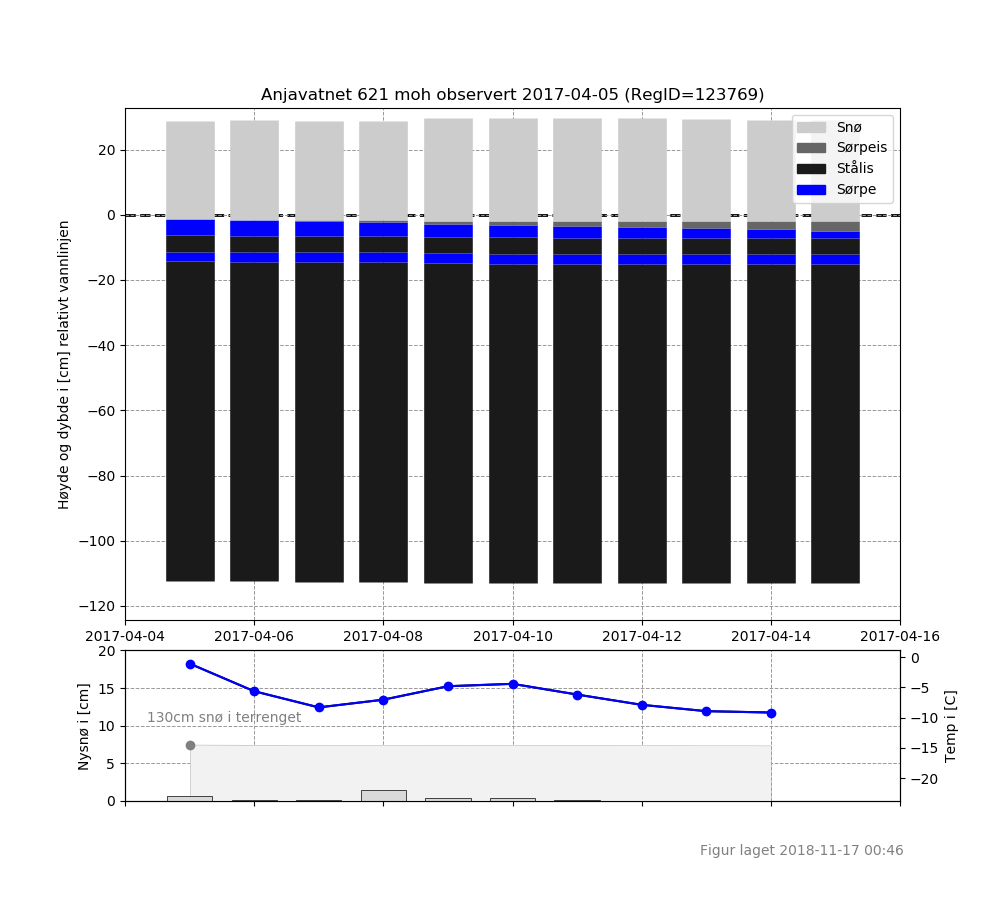 Anjavatnet 621 moh observert 2017-04-05 (RegID=123769)
Høyde og dybde i [cm] relativt vannlinjen
20
0
−20
−40
−60
−80
−100
−120
Snø
Sørpeis
Stålis
Sørpe
2017-04-04 2017-04-06 2017-04-08 2017-04-10 2017-04-12 2017-04-14 2017-04-16
Nysnø i [cm]
20
15
10
5
0
130cm snø i terrenget
0
−5
−10
−15
−20
Temp i [C]
Figur laget 2018-11-17 00:46